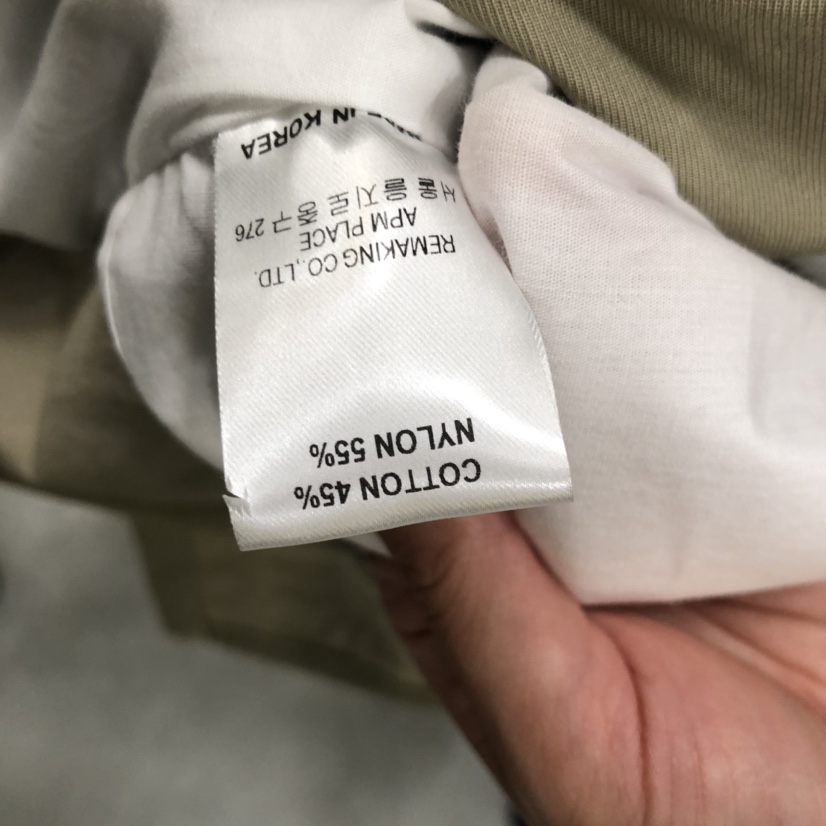 COTTON 45%
NYLON 55%
REMAKING CO.,LTD.
APM PLACE
서울 을지로 중구 276
MADE IN KOREA